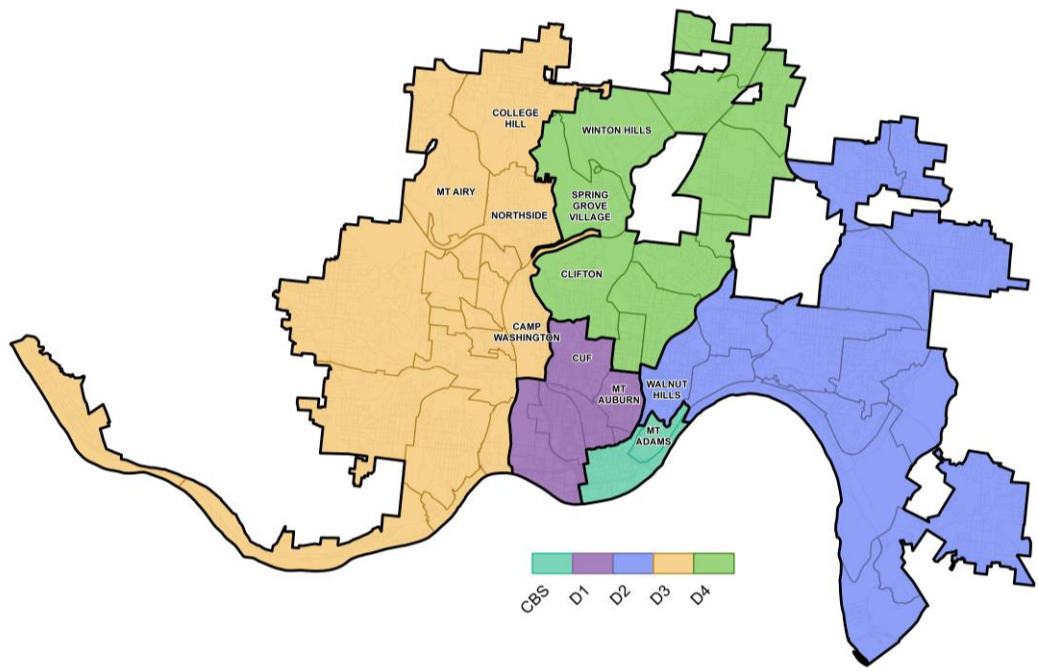 COLLEGE
HILL
WINTON HILLS
MT AIRY
SPRING
GROVE
VILLAGE
NORTHSIDE
CLIFTON
CAMP
WASHINGTON
CUF
MT
AUBURN
WALNUT
HILLS
MT
ADAMS
CBS
D1
D2
D3
D4